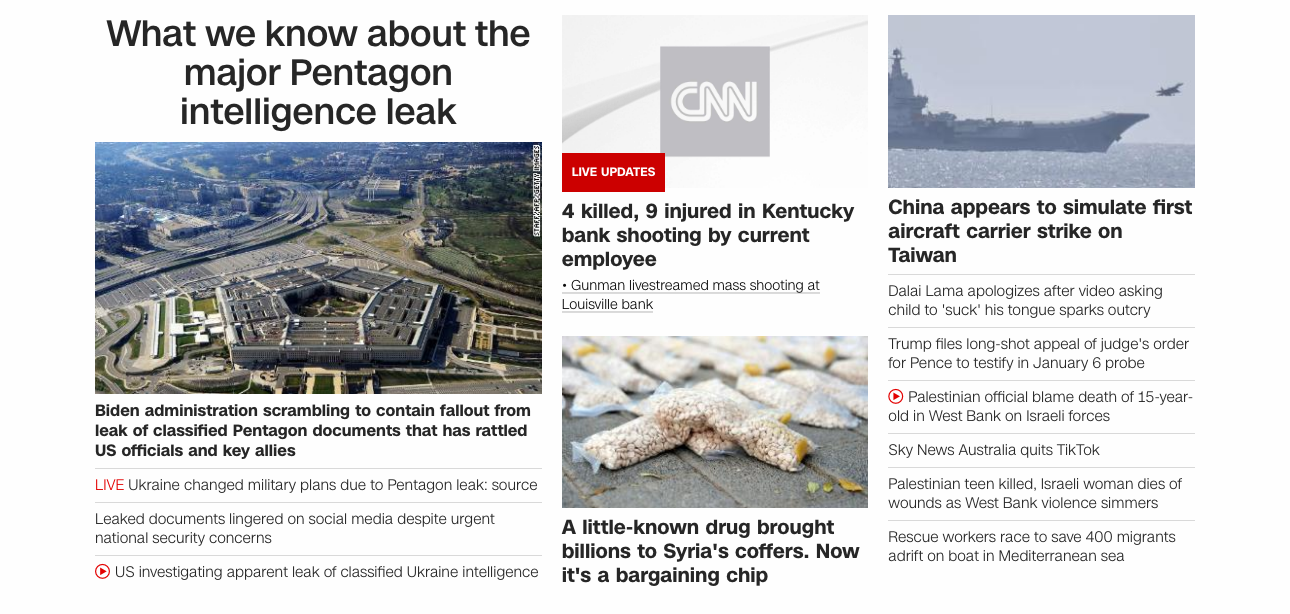 What we know about the
major Pentagon
intelligence leak
Biden administration scrambling to contain fallout from
leak of classified Pentagon documents that has rattled
US officials and key allies
LIVE Ukraine changed military plans due to Pentagon leak: source
Leaked documents lingered on social media despite urgent
national security concerns
US investigating apparent leak of classified Ukraine intelligence
CNN
LIVE UPDATES
4 killed, 9 injured in Kentucky
bank shooting by current
employee
• Gunman livestreamed mass shooting at
Louisville bank
A little-known drug brought
billions to Syria's coffers. Now
it's a bargaining chip
China appears to simulate first
aircraft carrier strike on
Taiwan
Dalai Lama apologizes after video asking
child to 'suck' his tongue sparks outcry
Trump files long-shot appeal of judge's order
for Pence to testify in January 6 probe
Palestinian official blame death of 15-year-
old in West Bank on Israeli forces
Sky News Australia quits TikTok
Palestinian teen killed, Israeli woman dies of
wounds as West Bank violence simmers
Rescue workers race to save 400 migrants
adrift on boat in Mediterranean sea